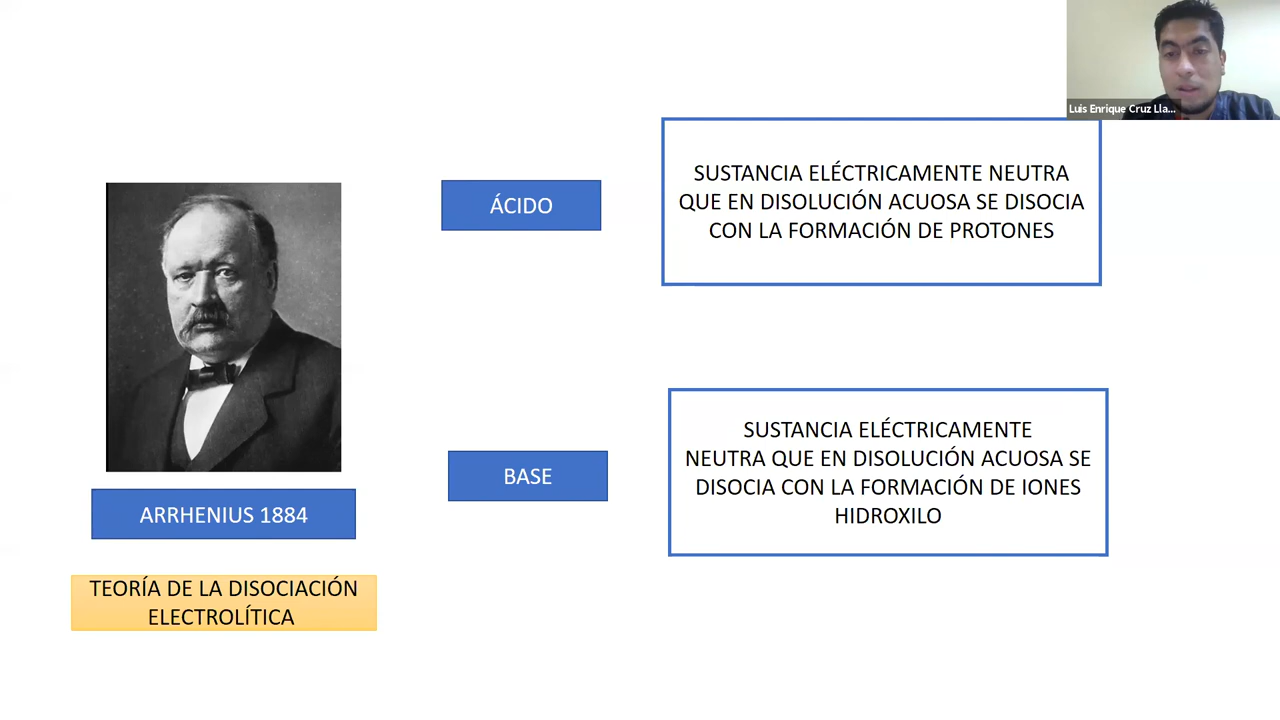 Luis Enrique Cruz Lla...
SUSTANCIA ELÉCTRICAMENTE NEUTRA
QUE EN DISOLUCIÓN ACUOSA SE DISOCIA
CON LA FORMACIÓN DE PROTONES
ÁCIDO
SUSTANCIA ELÉCTRICAMENTE
NEUTRA QUE EN DISOLUCIÓN ACUOSA SE
DISOCIA CON LA FORMACIÓN DE IONES
HIDROXILO
BASE
ARRHENIUS 1884
TEORÍA DE LA DISOCIACIÓN
ELECTROLÍTICA